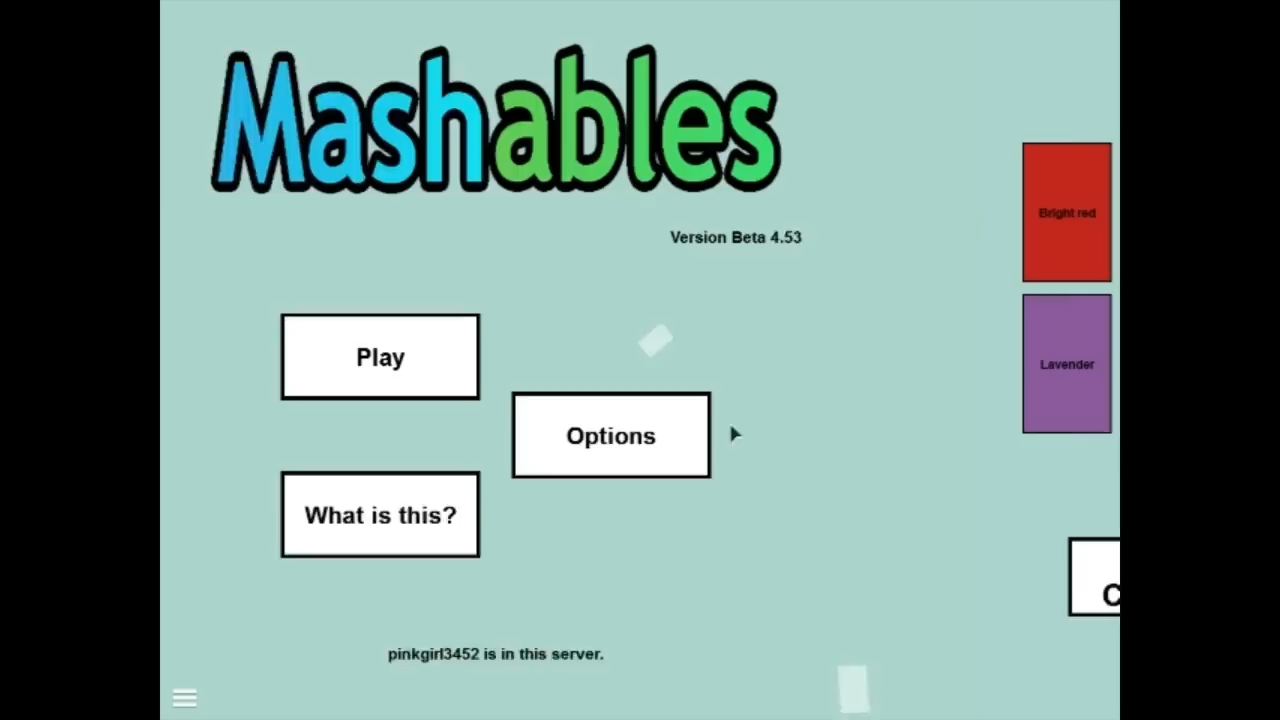 Mashables
Version Beta 4.53
Bright red
Lavender
Play
Options
What is this?
C
pinkgirl3452 is in this server.